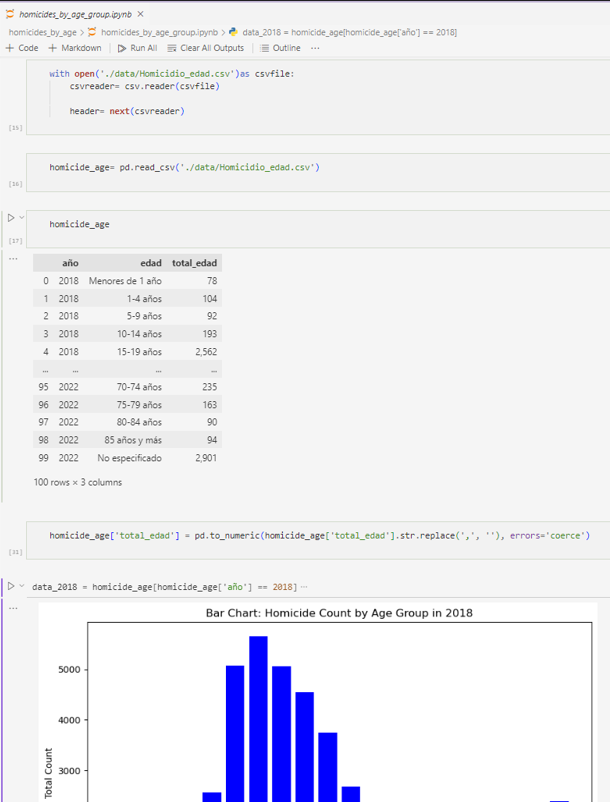 homicides_by_age_group.ipynb ×
homicides_by_age > homicides_by_age_group.ipynb > data_2018 = homicide_age[homicide_age['año'] == 2018]
+ Code + Markdown | Run All Clear All Outputs | Outline ...
with open('./data/Homicidio_edad.csv')as csvfile:
csvreader= csv.reader(csvfile)
header= next(csvreader)
[15]
homicide_age= pd.read_csv('./data/Homicidio_edad.csv')
[16]
homicide_age
[17]
...
año edad total_edad
0 2018 Menores de 1 año 78
1 2018 1-4 años 104
2 2018 5-9 años 92
3 2018 10-14 años 193
4 2018 15-19 años 2,562
... ... ... ...
95 2022 70-74 años 235
96 2022 75-79 años 163
97 2022 80-84 años 90
98 2022 85 años y más 94
99 2022 No especificado 2,901
100 rows × 3 columns
homicide_age['total_edad'] = pd.to_numeric(homicide_age['total_edad'].str.replace(',', ''), errors='coerce')
[31]
data_2018 = homicide_age[homicide_age['año'] == 2018] ...
...
Bar Chart: Homicide Count by Age Group in 2018
5000
4000
3000
Total Count